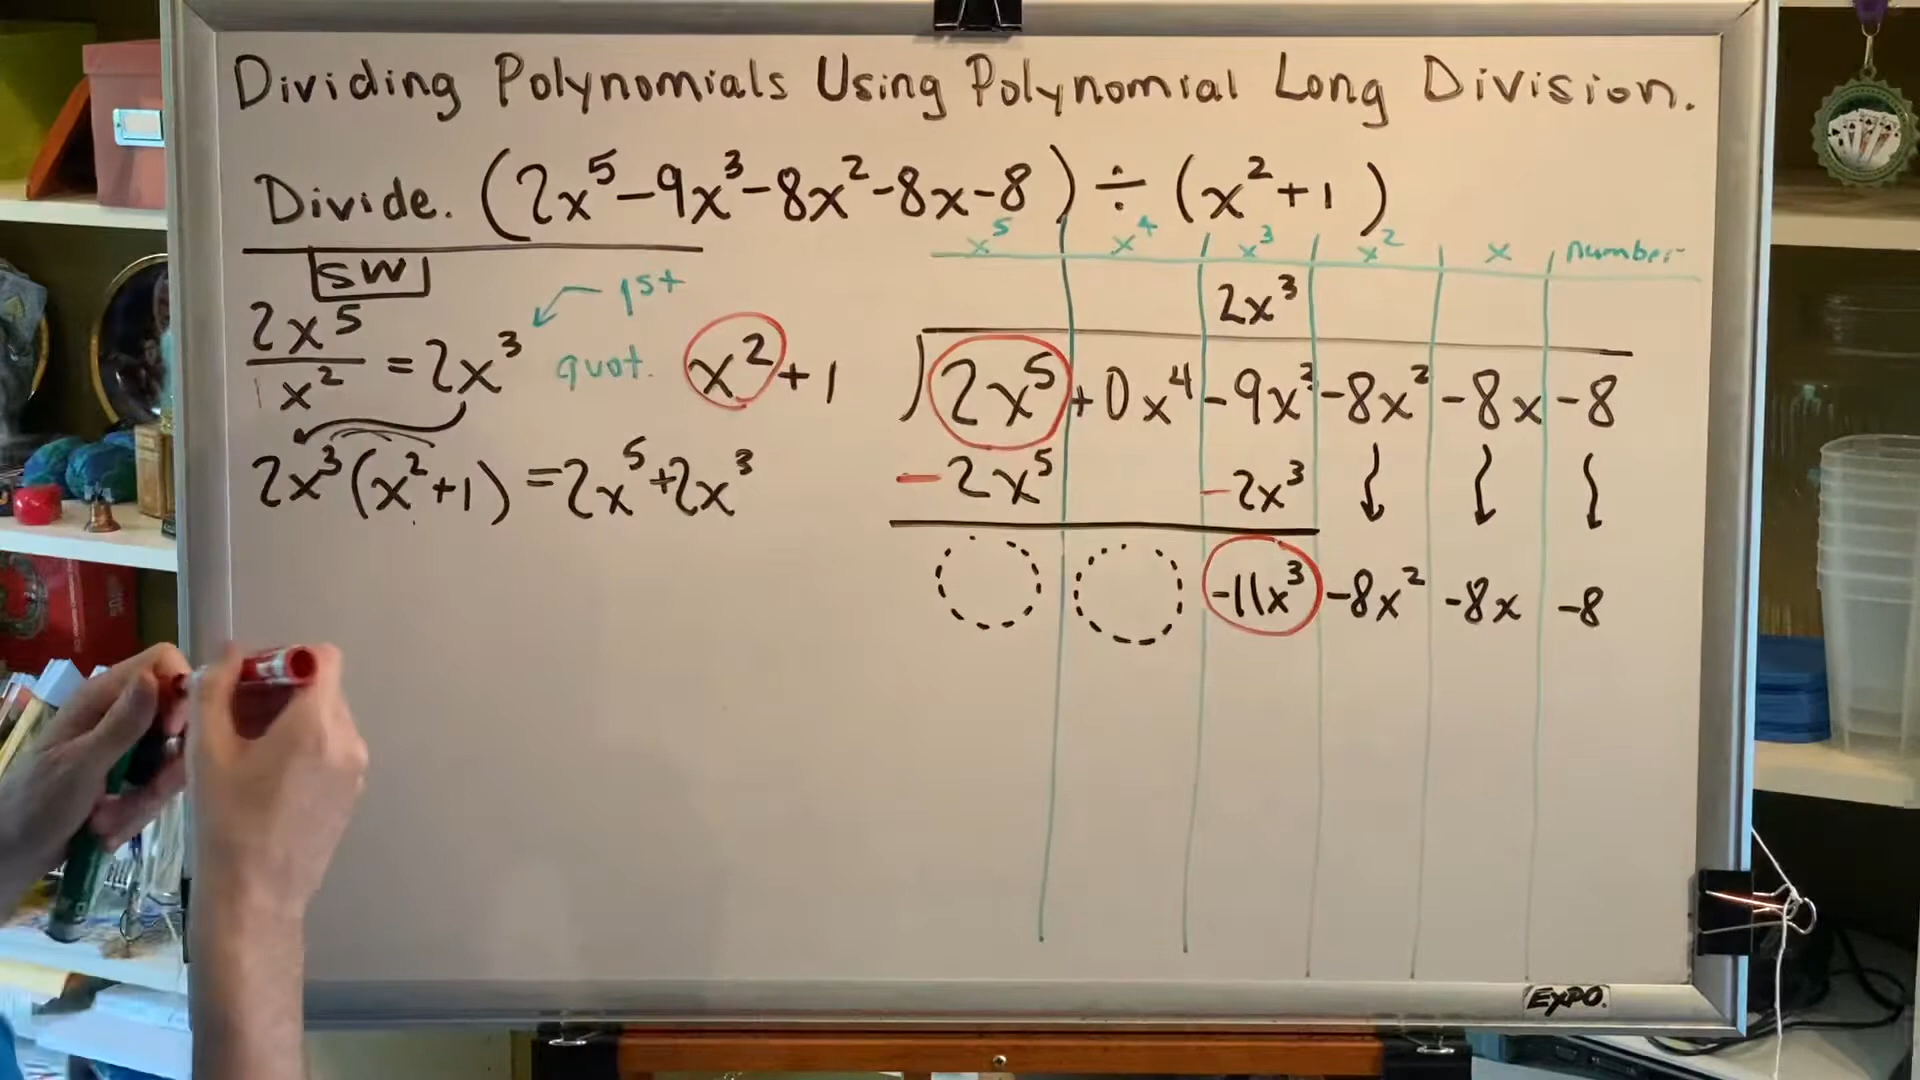 Dividing Polynomials Using Polynomial Long Division.
Divide. (2x⁵-9x³-8x²-8x-8) ÷ (x²+1)
x⁵ x⁴ x³ x² x number
SW
1st
quot.
2x⁵/1x² = 2x³
2x³
x²+1 )2x⁵+0x⁴-9x³-8x²-8x-8
2x³(x²+1) = 2x⁵+2x³
-2x⁵ -2x³
-11x³ -8x² -8x -8
EXPO.